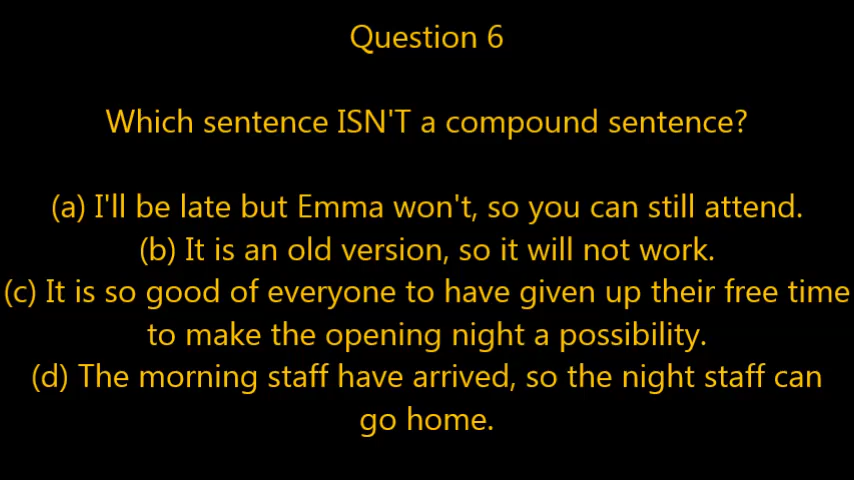 Question 6
Which sentence ISN'T a compound sentence?
(a) I'll be late but Emma won't, so you can still attend.
(b) It is an old version, so it will not work.
(c) It is so good of everyone to have given up their free time
to make the opening night a possibility.
(d) The morning staff have arrived, so the night staff can
go home.